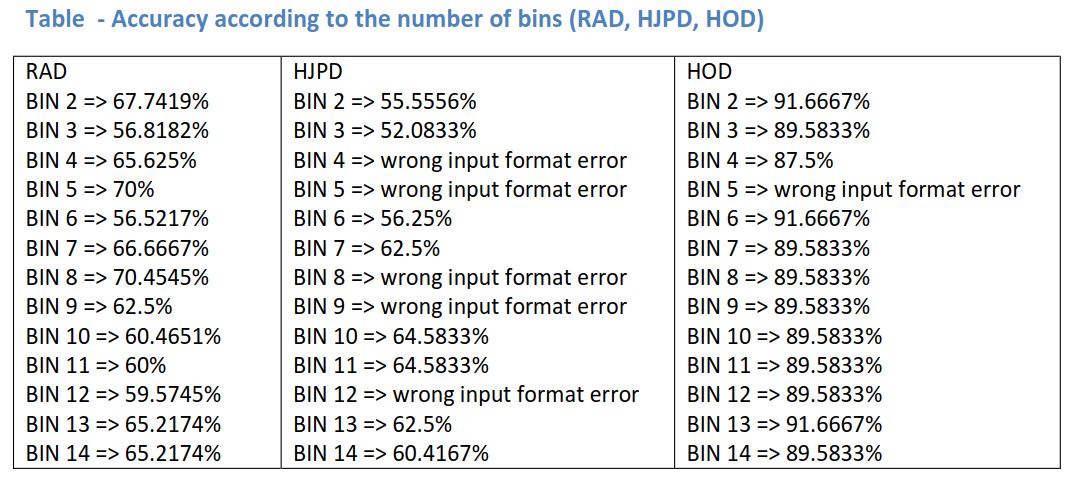 Table - Accuracy according to the number of bins (RAD, HJPD, HOD)
RAD
BIN 2 => 67.7419%
BIN 3 => 56.8182%
BIN 4 => 65.625%
BIN 5 => 70%
BIN 6 => 56.5217%
BIN 7 => 66.6667%
BIN 8 => 70.4545%
BIN 9 => 62.5%
BIN 10 => 60.4651%
BIN 11 => 60%
BIN 12 => 59.5745%
BIN 13 => 65.2174%
BIN 14 => 65.2174%
HJPD
BIN 2 => 55.5556%
BIN 3 => 52.0833%
BIN 4 => wrong input format error
BIN 5 => wrong input format error
BIN 6 => 56.25%
BIN 7 => 62.5%
BIN 8 => wrong input format error
BIN 9 => wrong input format error
BIN 10 => 64.5833%
BIN 11 => 64.5833%
BIN 12 => wrong input format error
BIN 13 => 62.5%
BIN 14 => 60.4167%
HOD
BIN 2 => 91.6667%
BIN 3 => 89.5833%
BIN 4 => 87.5%
BIN 5 => wrong input format error
BIN 6 => 91.6667%
BIN 7 => 89.5833%
BIN 8 => 89.5833%
BIN 9 => 89.5833%
BIN 10 => 89.5833%
BIN 11 => 89.5833%
BIN 12 => 89.5833%
BIN 13 => 91.6667%
BIN 14 => 89.5833%